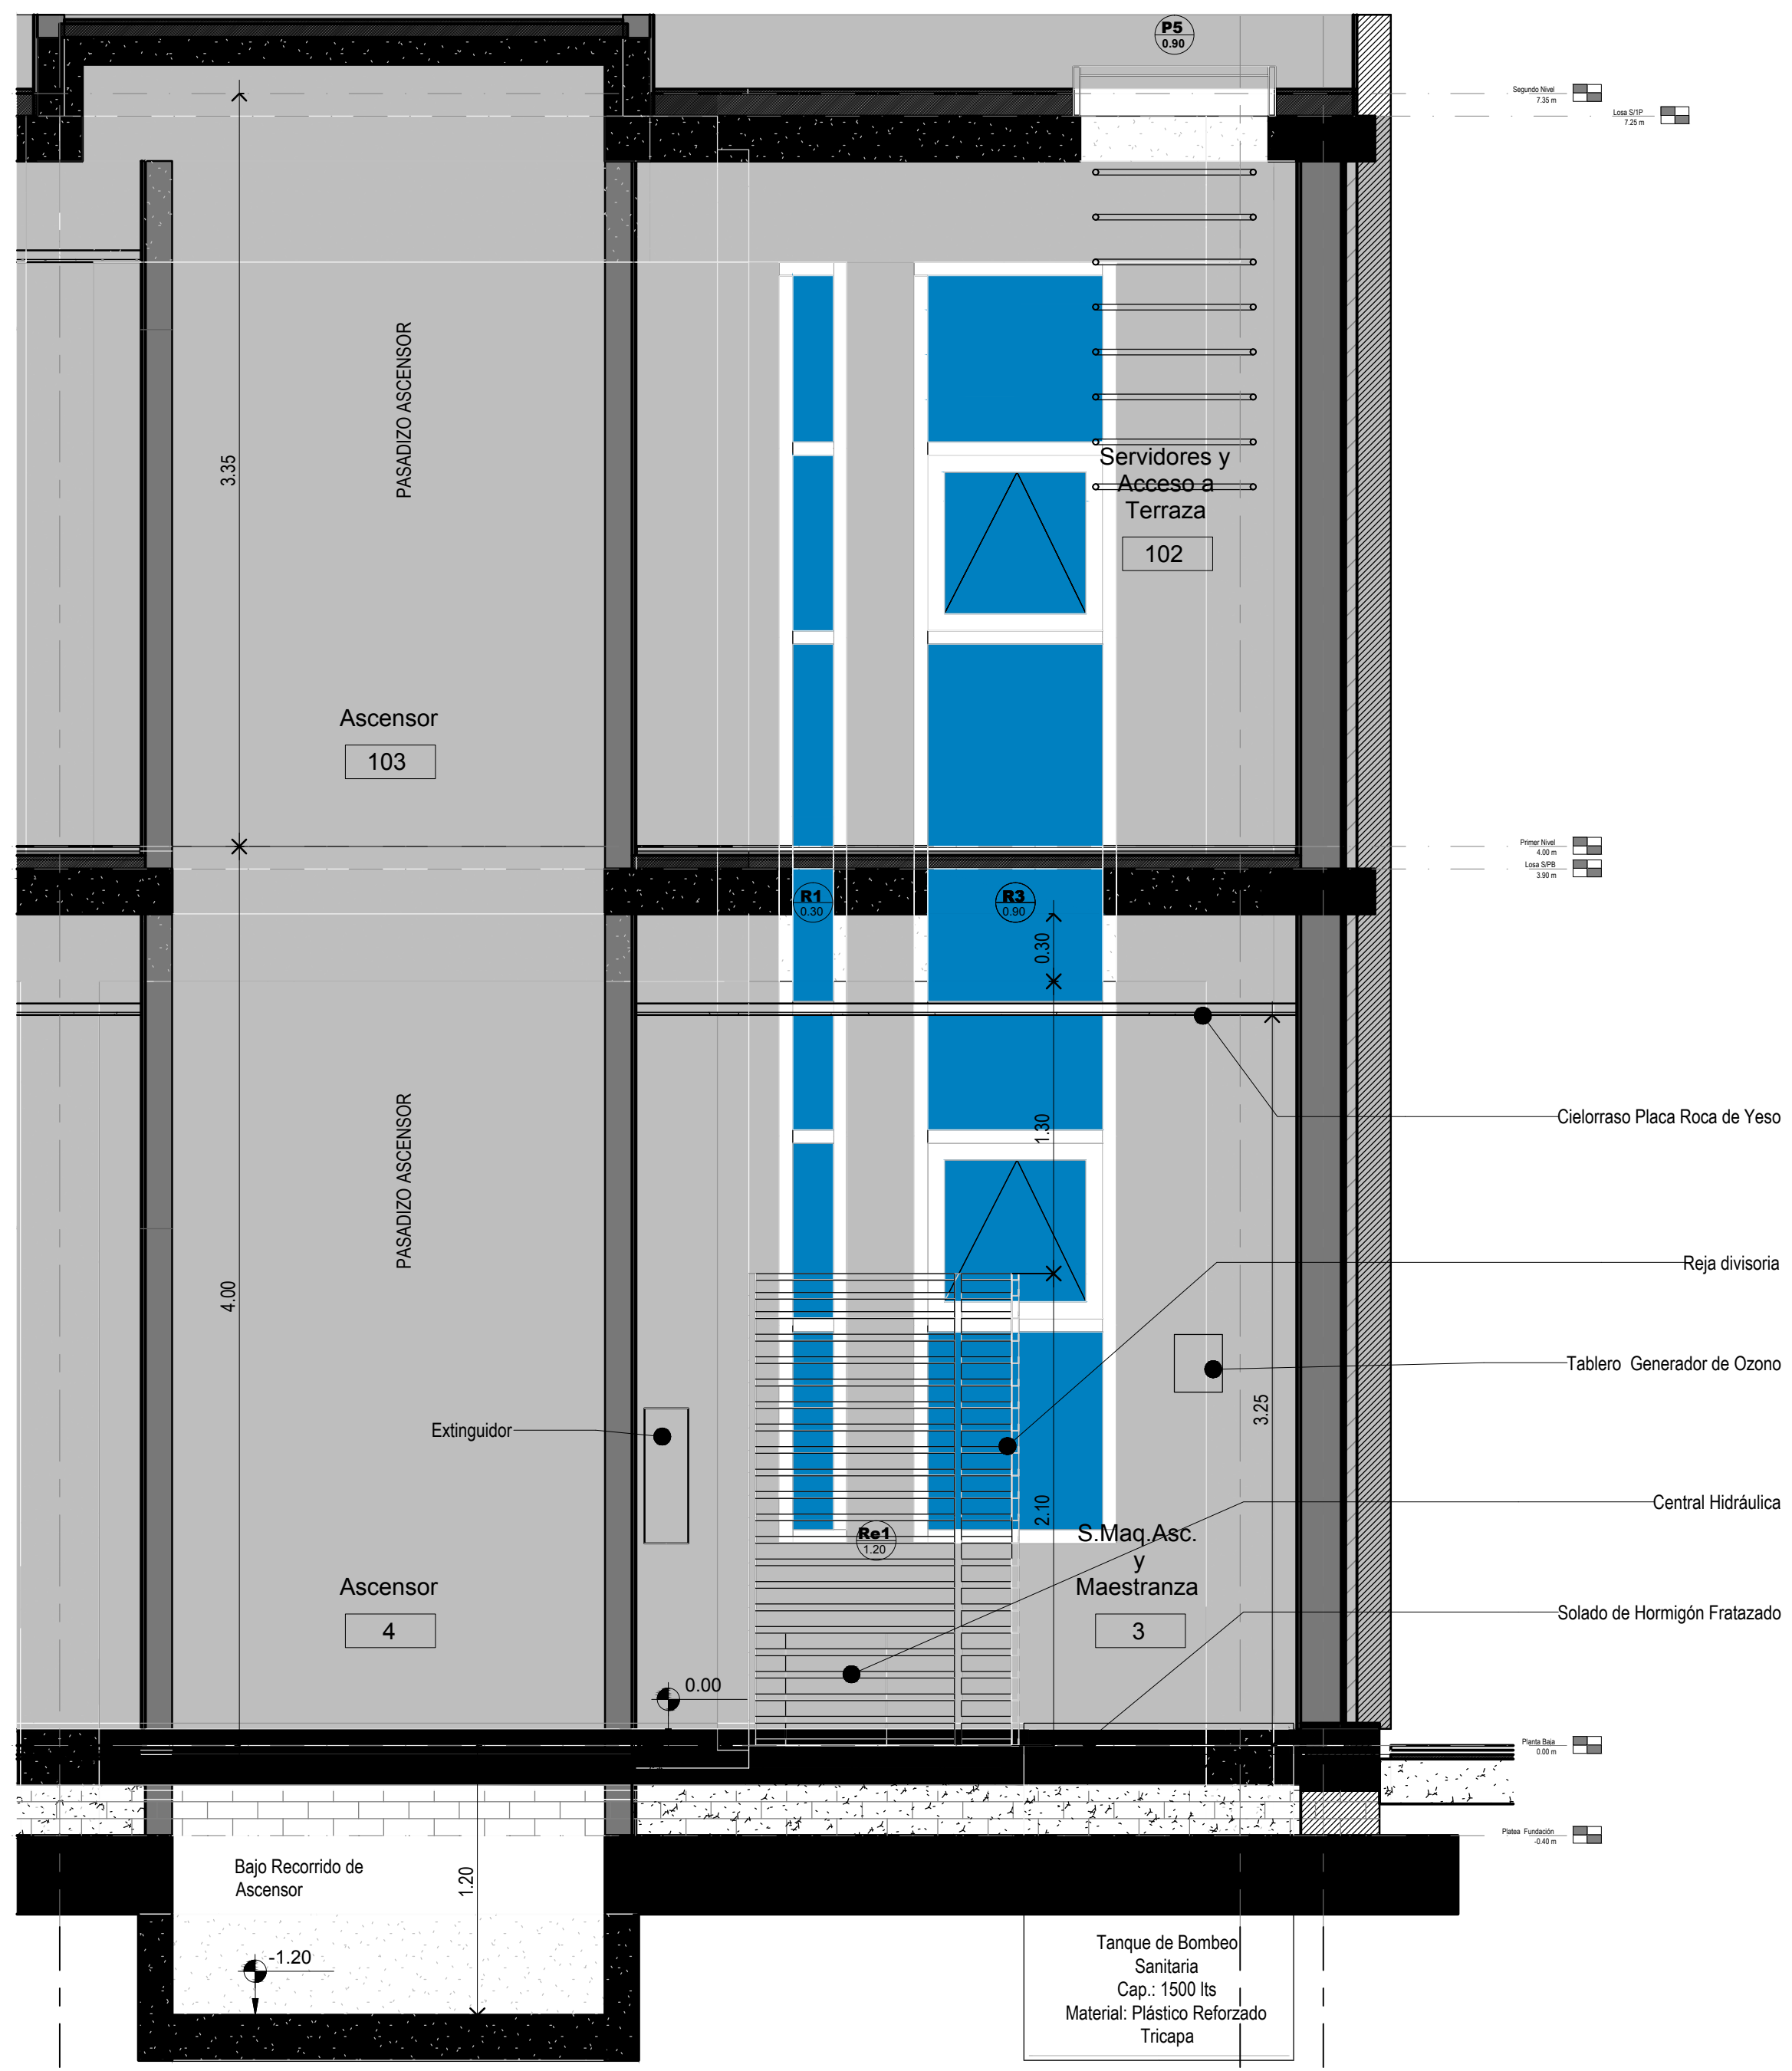 P5
0.90
Segundo Nivel
7.35 m
Losa S/1P
7.25 m
PASADIZO ASCENSOR
3.35
Servidores y
Acceso a
Terraza
102
Ascensor
103
Primer Nivel
4.00 m
Losa S/PB
3.90 m
R1
0.30
R3
0.90
0.30
Cielorraso Placa Roca de Yeso
1.30
PASADIZO ASCENSOR
4.00
Reja divisoria
Tablero Generador de Ozono
3.25
Extinguidor
Central Hidráulica
2.10
Re1
1.20
S.Maq.Asc.
y
Maestranza
3
Ascensor
4
Solado de Hormigón Fratazado
0.00
Planta Baja
0.00 m
Platea Fundación
-0.40 m
Bajo Recorrido de
Ascensor
1.20
-1.20
Tanque de Bombeo
Sanitaria
Cap.: 1500 lts
Material: Plástico Reforzado
Tricapa